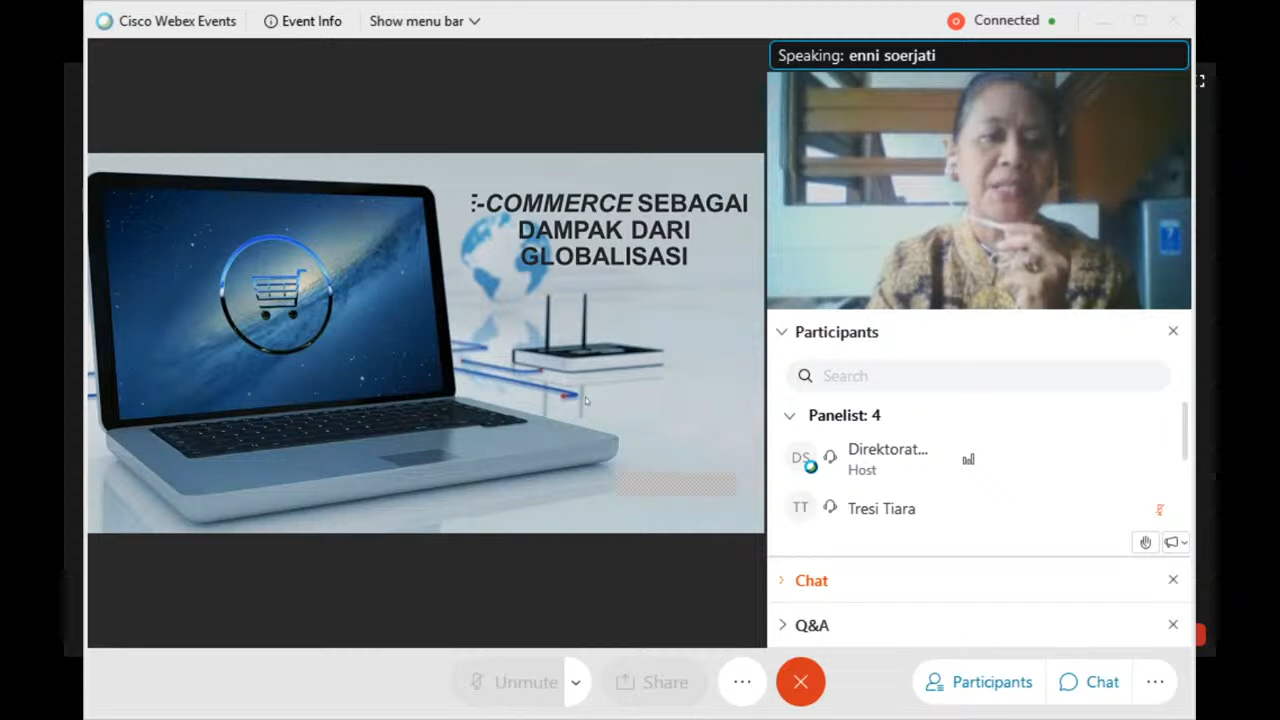 Cisco Webex Events
Event Info
Show menu bar
Connected
Speaking: enni soerjati
-COMMERCE SEBAGAI
DAMPAK DARI
GLOBALISASI
Participants
Search
Panelist: 4
DS
Direktorat...
Host
TT
Tresi Tiara
Chat
Q&A
Unmute
Share
Participants
Chat